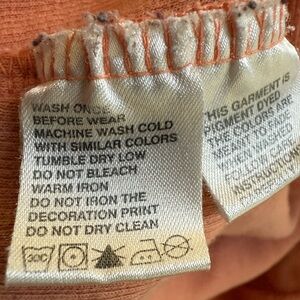 WASH ONCE
BEFORE WEAR
MACHINE WASH COLD
WITH SIMILAR COLORS
TUMBLE DRY LOW
DO NOT BLEACH
WARM IRON
DO NOT IRON THE
DECORATION PRINT
DO NOT DRY CLEAN
30C
THIS GARMENT IS
PIGMENT DYED
THE COLORS ARE
MEANT TO FADE
WHEN WASHED
FOLLOW CARE
INSTRUCTIONS